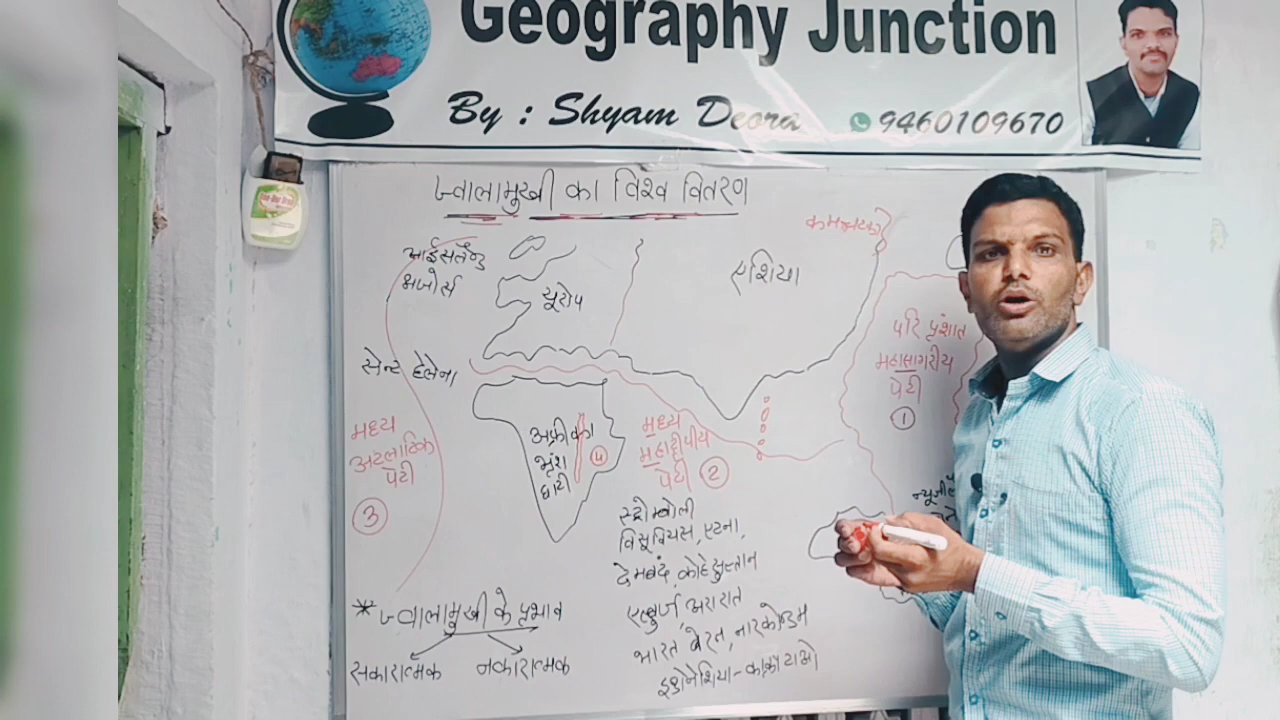 Geography Junction
By : Shyam Deora
9460109670
ज्वालामुखी का विश्व वितरण
आईसलैण्ड
अजोर्स
सेन्ट हेलेना
मध्य
अटलांटिक
पेटी
3
यूरोप
एशिया
परि प्रशांत
महासागरीय
पेटी
1
अफ्रीका
भ्रंश
घाटी
4
मध्य
महाद्वीपीय
पेटी 2
स्ट्रोम्बोली
विसूवियस, एटना,
देमबंद, कोहेसुल्तान
एल्बुर्ज, अरारात
भारत बेरन, नारकोन्डम
इण्डोनेशिया-काक्राटाओ
* ज्वालामुखी के प्रभाव
सकारात्मक
नकारात्मक